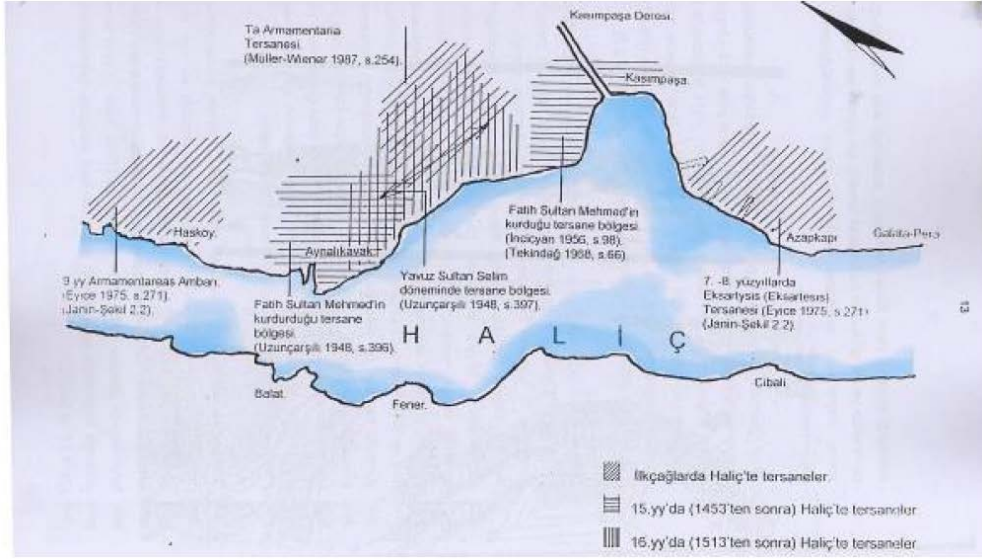 Kasımpaşa Deresi.
Ta Armamentaria
Tersanesi.
(Müller-Wiener 1987, s.254).
Kasımpaşa.
Hasköy.
Aynalıkavak.
Azapkapı
Galata-Pera
9 yy Armamentareas Ambarı.
(Eyice 1975, s.271).
(Janin-Şekil 2.2).
Fatih Sultan Mehmed'in
kurdurduğu tersane
bölgesi.
(Uzunçarşılı 1948, s.396).
Yavuz Sultan Selim
döneminde tersane bölgesi.
(Uzunçarşılı 1948, s.397).
Fatih Sultan Mehmed'in
kurduğu tersane bölgesi.
(İnciciyan 1956, s.98).
(Tekindağ 1968, s.66).
7. -8. yüzyıllarda
Eksartysis (Eksartesis)
Tersanesi (Eyice 1975, s.271)
(Janin-Şekil 2.2).
H A L İ Ç
Balat.
Fener.
Cibali
13
İlkçağlarda Haliç'te tersaneler.
15.yy'da (1453'ten sonra) Haliç'te tersaneler
16.yy'da (1513'ten sonra) Haliç'te tersaneler